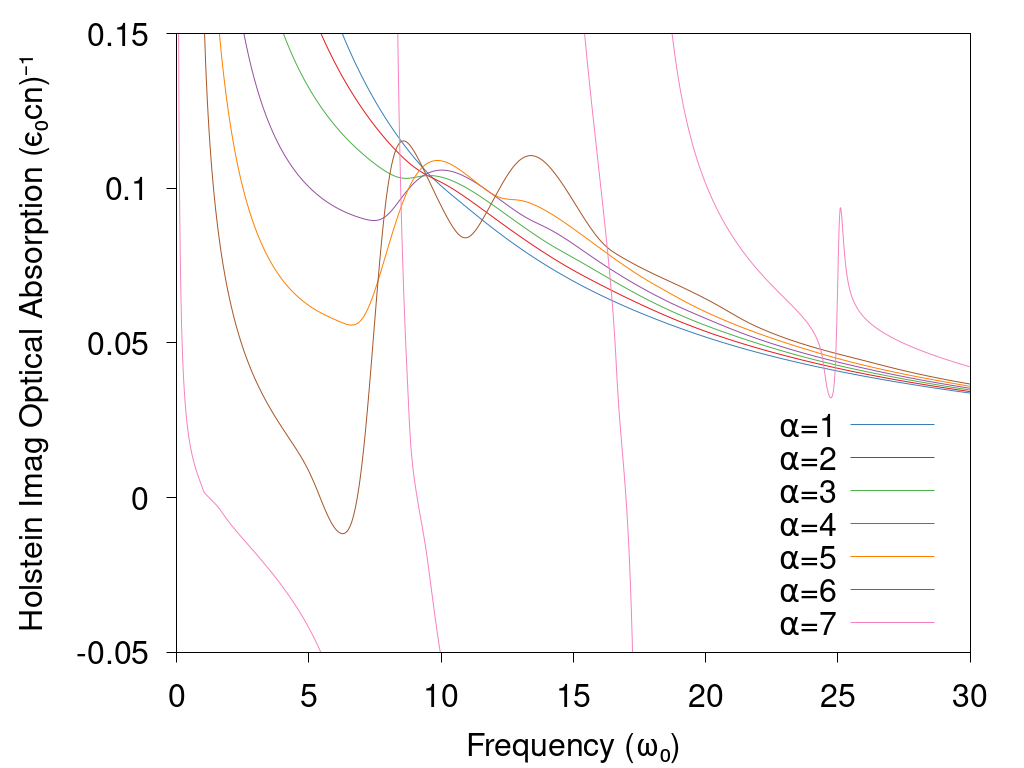 Holstein Imag Optical Absorption (ϵ₀cn)⁻¹
0.15
0.1
0.05
0
-0.05
0 5 10 15 20 25 30
Frequency (ω₀)
α=1
α=2
α=3
α=4
α=5
α=6
α=7